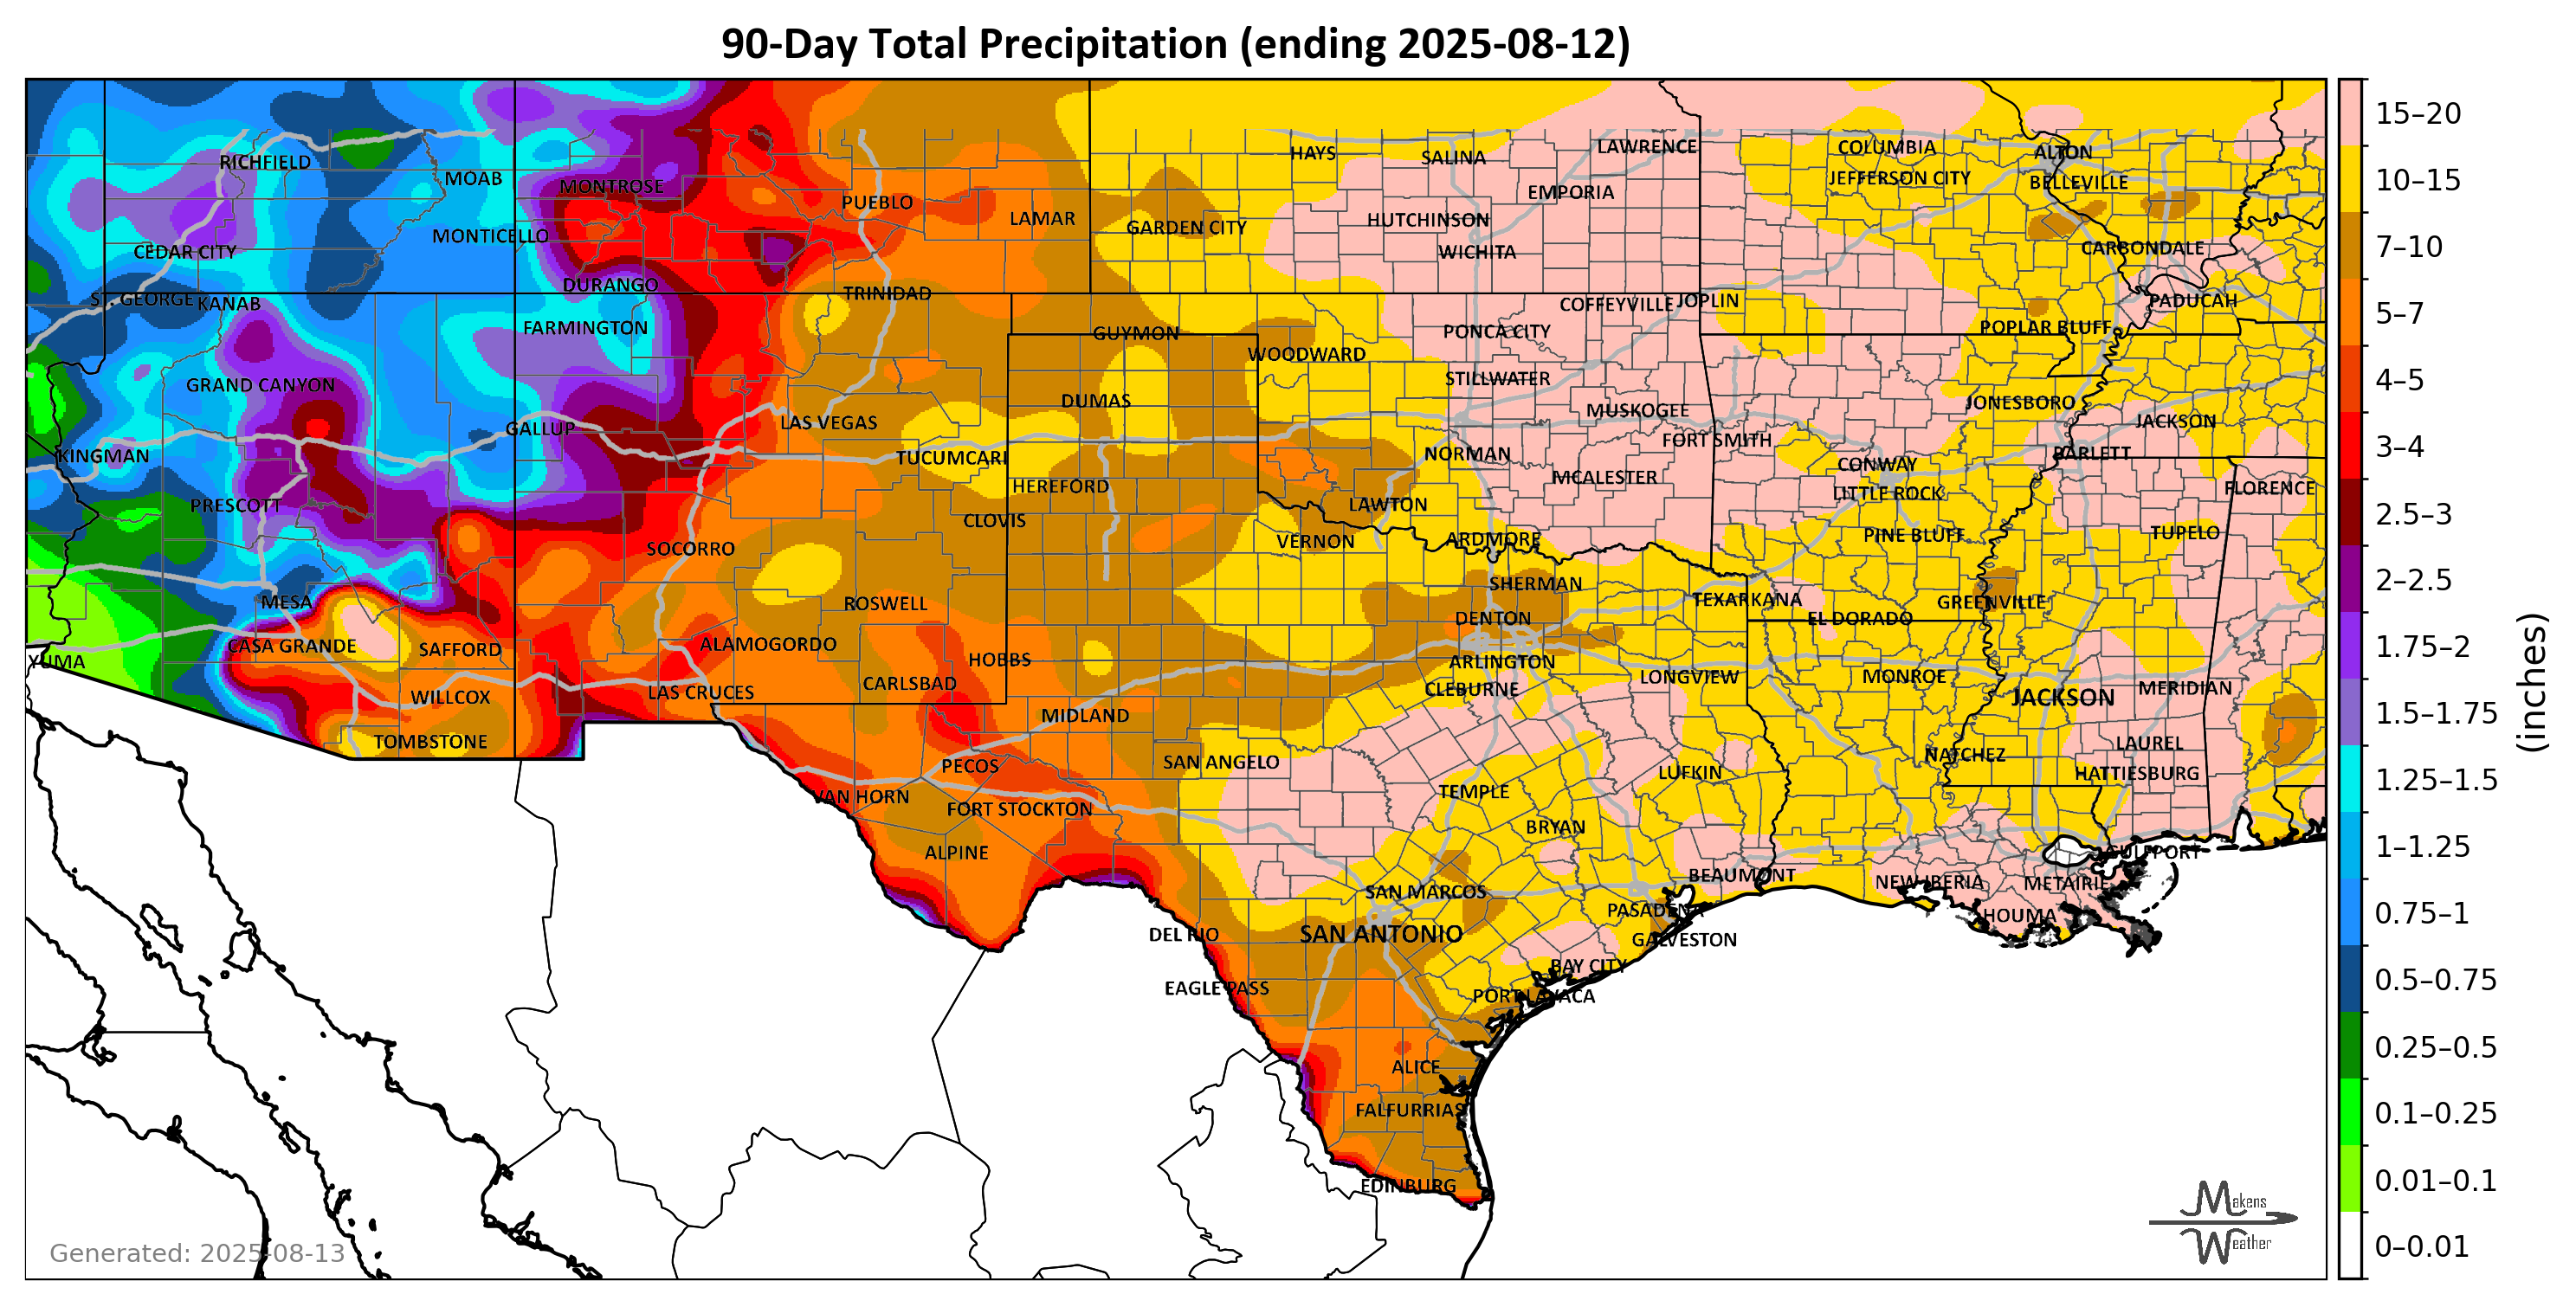 90-Day Total Precipitation (ending 2025-08-12)
RICHFIELD
MOAB
MONTROSE
PUEBLO
LAMAR
HAYS
SALINA
LAWRENCE
COLUMBIA
ALTON
JEFFERSON CITY
BELLEVILLE
EMPORIA
GARDEN CITY
HUTCHINSON
WICHITA
MONTICELLO
CEDAR CITY
CARBONDALE
DURANGO
TRINIDAD
ST. GEORGE
KANAB
COFFEYVILLE
JOPLIN
PADUCAH
FARMINGTON
GUYMON
PONCA CITY
POPLAR BLUFF
WOODWARD
GRAND CANYON
STILLWATER
DUMAS
MUSKOGEE
JONESBORO
JACKSON
GALLUP
LAS VEGAS
FORT SMITH
KINGMAN
TUCUMCARI
NORMAN
BARLETT
CONWAY
MCALESTER
HEREFORD
LITTLE ROCK
FLORENCE
PRESCOTT
LAWTON
CLOVIS
PINE BLUFF
TUPELO
SOCORRO
VERNON
ARDMORE
MESA
SHERMAN
ROSWELL
TEXARKANA
GREENVILLE
DENTON
EL DORADO
CASA GRANDE
SAFFORD
ALAMOGORDO
HOBBS
ARLINGTON
YUMA
WILLCOX
LAS CRUCES
CARLSBAD
CLEBURNE
LONGVIEW
MONROE
JACKSON
MERIDIAN
MIDLAND
TOMBSTONE
SAN ANGELO
NATCHEZ
LAUREL
PECOS
LUFKIN
HATTIESBURG
VAN HORN
FORT STOCKTON
TEMPLE
BRYAN
ALPINE
GULFPORT
SAN MARCOS
BEAUMONT
NEW IBERIA
METAIRIE
PASADENA
HOUMA
DEL RIO
SAN ANTONIO
GALVESTON
BAY CITY
EAGLE PASS
PORT LAVACA
ALICE
FALFURRIAS
EDINBURG
15–20
10–15
7–10
5–7
4–5
3–4
2.5–3
2–2.5
1.75–2
1.5–1.75
1.25–1.5
1–1.25
0.75–1
0.5–0.75
0.25–0.5
0.1–0.25
0.01–0.1
0–0.01
(inches)
Generated: 2025-08-13
Makens
Weather